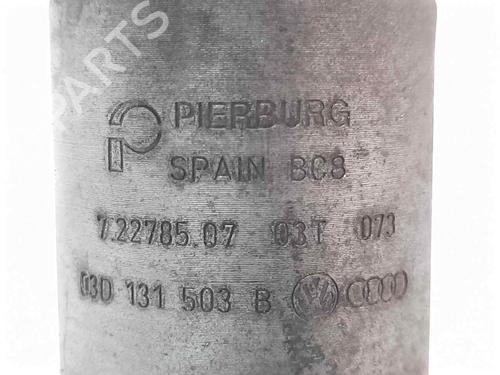 PARTS
PIERBURG
SPAIN BC8
7.22785.07 03T 073
03D 131 503 B